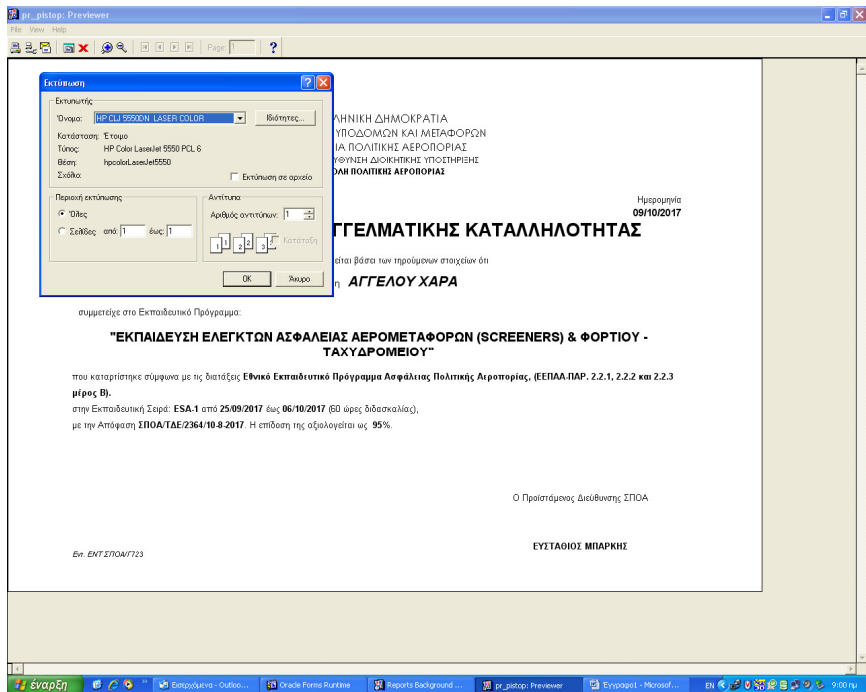 pr_pistop: Previewer
File View Help
Page: 1
?
Εκτύπωση
Εκτυπωτής
Όνομα: HP CLJ 5550DN LASER COLOR
Ιδιότητες...
Κατάσταση: Έτοιμο
Τύπος: HP Color LaserJet 5550 PCL 6
Θέση: hpcolorLaserJet5550
Σχόλιο:
Εκτύπωση σε αρχείο
Περιοχή εκτύπωσης
Όλες
Σελίδες από: 1 έως: 1
Αντίτυπα
Αριθμός αντιτύπων: 1
1 1 2 2 3 3
Κατάταξη
OK
Άκυρο
ΛΗΝΙΚΗ ΔΗΜΟΚΡΑΤΙΑ
ΥΠΟΔΟΜΩΝ ΚΑΙ ΜΕΤΑΦΟΡΩΝ
ΙΑ ΠΟΛΙΤΙΚΗΣ ΑΕΡΟΠΟΡΙΑΣ
ΥΘΥΝΣΗ ΔΙΟΙΚΗΤΙΚΗΣ ΥΠΟΣΤΗΡΙΞΗΣ
ΟΛΗ ΠΟΛΙΤΙΚΗΣ ΑΕΡΟΠΟΡΙΑΣ
Ημερομηνία
09/10/2017
ΓΓΕΛΜΑΤΙΚΗΣ ΚΑΤΑΛΛΗΛΟΤΗΤΑΣ
είται βάσει των τηρούμενων στοιχείων ότι
η ΑΓΓΕΛΟΥ ΧΑΡΑ
συμμετείχε στο Εκπαιδευτικό Πρόγραμμα:
"ΕΚΠΑΙΔΕΥΣΗ ΕΛΕΓΚΤΩΝ ΑΣΦΑΛΕΙΑΣ ΑΕΡΟΜΕΤΑΦΟΡΩΝ (SCREENERS) & ΦΟΡΤΙΟΥ -
ΤΑΧΥΔΡΟΜΕΙΟΥ"
που καταρτίστηκε σύμφωνα με τις διατάξεις Εθνικό Εκπαιδευτικό Πρόγραμμα Ασφάλειας Πολιτικής Αεροπορίας, (ΕΕΠΑΑ-ΠΑΡ. 2.2.1, 2.2.2 και 2.2.3
μέρος Β).
στην Εκπαιδευτική Σειρά: ESA-1 από 25/09/2017 έως 06/10/2017 (60 ώρες διδασκαλίας),
με την Απόφαση ΣΠΟΑ/ΤΔΕ/2364/10-8-2017. Η επίδοση της αξιολογείται ως 95%.
Ο Προϊστάμενος Διεύθυνσης ΣΠΟΑ
ΕΥΣΤΑΘΙΟΣ ΜΠΑΡΚΗΣ
Εντ. ΕΝΤ ΣΠΟΑ/Γ723
έναρξη
Εισερχόμενα - Outloo...
Oracle Forms Runtime
Reports Background ...
pr_pistop: Previewer
Έγγραφο1 - Microsof...
EN
9:00 πμ